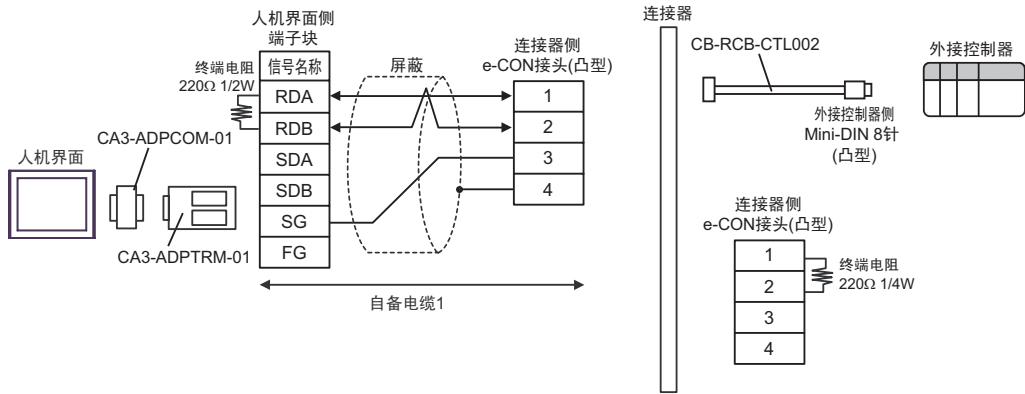 人机界面侧
端子块
信号名称
RDA
RDB
SDA
SDB
SG
FG
终端电阻
220Ω 1/2W
CA3-ADPCOM-01
人机界面
CA3-ADPTRM-01
屏蔽
连接器侧
e-CON接头(凸型)
1
2
3
4
自备电缆1
连接器
CB-RCB-CTL002
外接控制器
外接控制器侧
Mini-DIN 8针
(凸型)
连接器侧
e-CON接头(凸型)
1
2
3
4
终端电阻
220Ω 1/4W